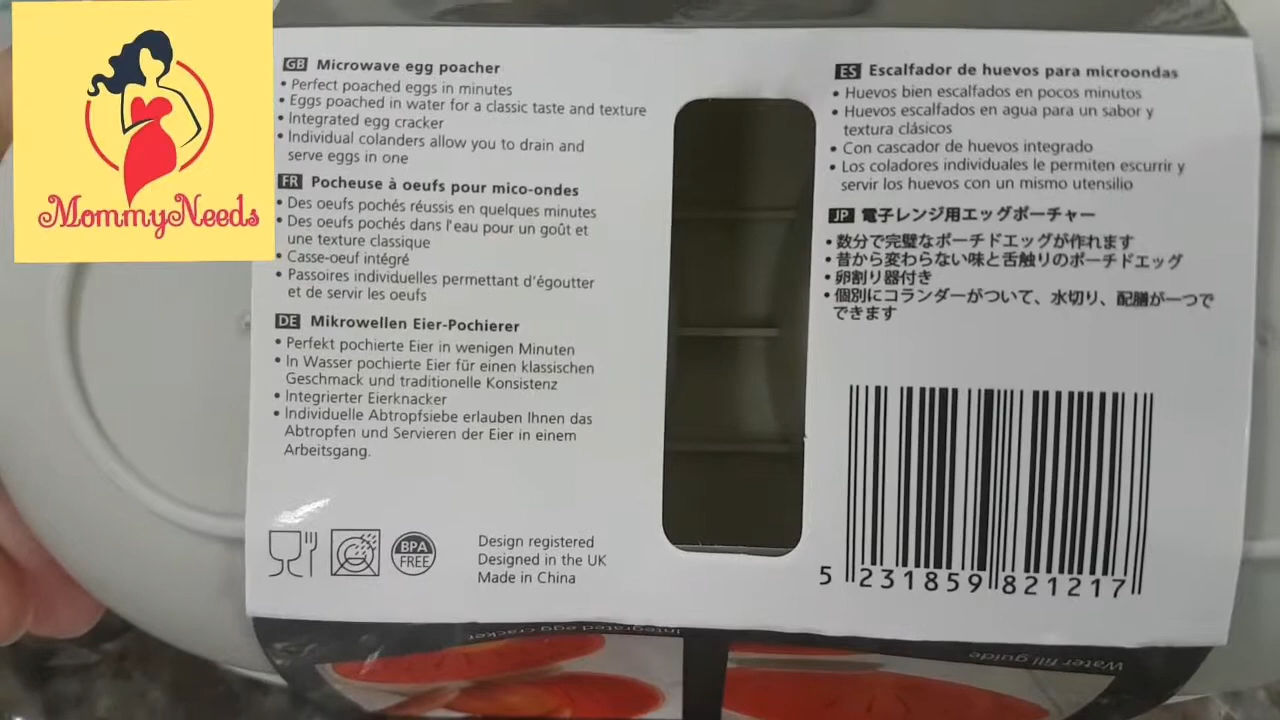 MommyNeeds
GB Microwave egg poacher
• Perfect poached eggs in minutes
• Eggs poached in water for a classic taste and texture
• Integrated egg cracker
• Individual colanders allow you to drain and
serve eggs in one
FR Pocheuse à oeufs pour mico-ondes
• Des oeufs pochés réussis en quelques minutes
• Des oeufs pochés dans l'eau pour un goût et
une texture classique
• Casse-oeuf intégré
• Passoires individuelles permettant d'égoutter
et de servir les oeufs
DE Mikrowellen Eier-Pochierer
• Perfekt pochierte Eier in wenigen Minuten
• In Wasser pochierte Eier für einen klassischen
Geschmack und traditionelle Konsistenz
• Integrierter Eierknacker
• Individuelle Abtropfsiebe erlauben Ihnen das
Abtropfen und Servieren der Eier in einem
Arbeitsgang.
BPA
FREE
Design registered
Designed in the UK
Made in China
ES Escalfador de huevos para microondas
• Huevos bien escalfados en pocos minutos
• Huevos escalfados en agua para un sabor y
textura clásicos
• Con cascador de huevos integrado
• Los coladores individuales le permiten escurrir y
servir los huevos con un mismo utensilio
JP 電子レンジ用エッグポーチャー
• 数分で完璧なポーチドエッグが作れます
• 昔から変わらない味と舌触りのポーチドエッグ
• 卵割り器付き
• 個別にコランダーがついて、水切り、配膳が一つで
できます
5 231859 821217
Integrated egg cracker
Water fill guide